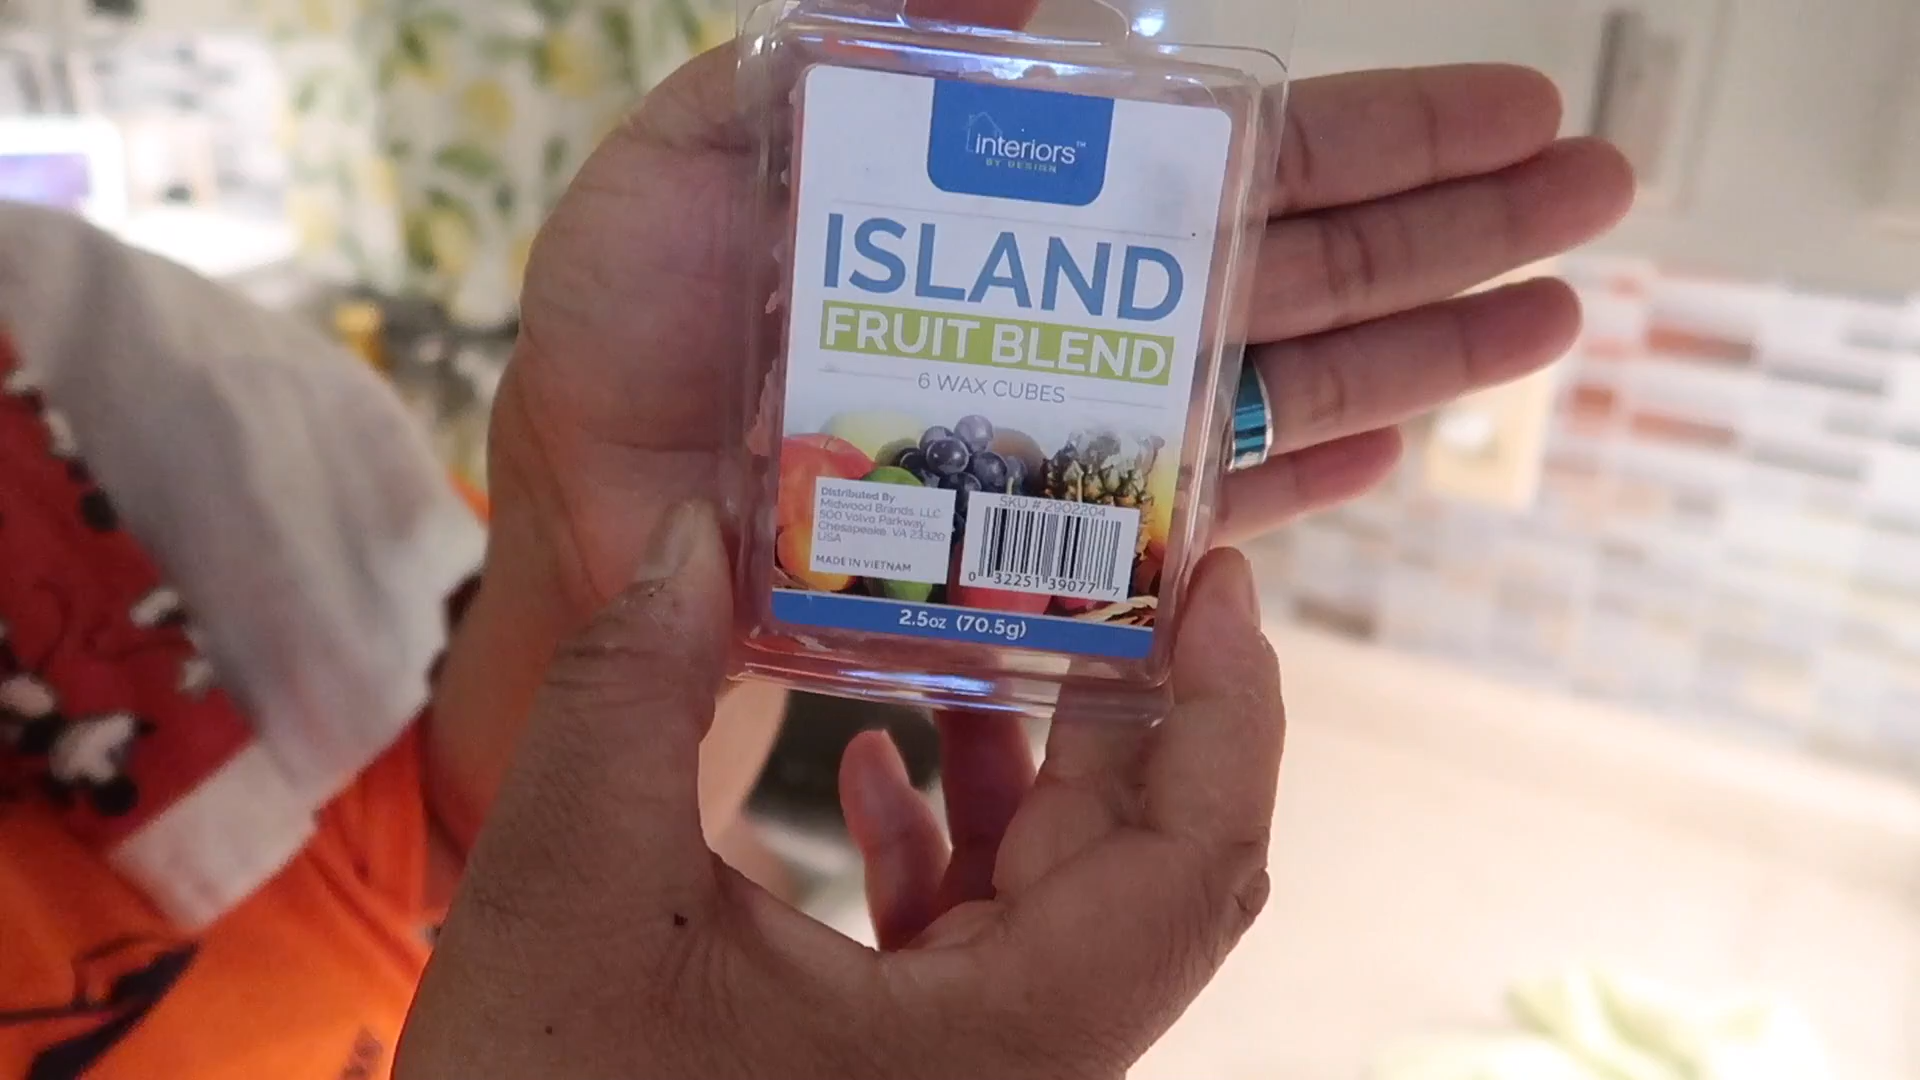 interiors™
BY DESIGN
ISLAND
FRUIT BLEND
6 WAX CUBES
Distributed By
Midwood Brands, LLC
500 Volvo Parkway
Chesapeake, VA 23320
USA
MADE IN VIETNAM
SKU # 2902204
0 32251 39077 7
2.5oz (70.5g)